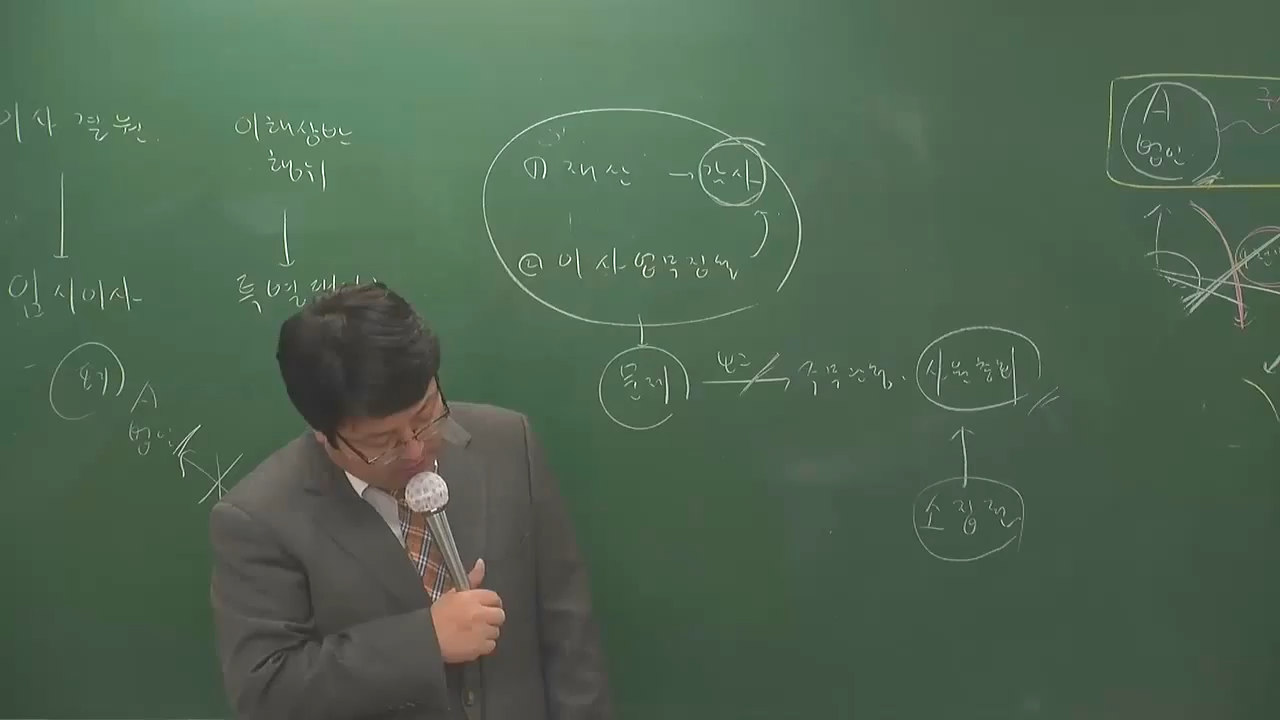 이사 결원
임시이사
이해상반
행위
특별대
A
법인
① 재산 → 감사
② 이사 업무집행
문제
보고
주무관청, 사원총회
소집권
A
법인